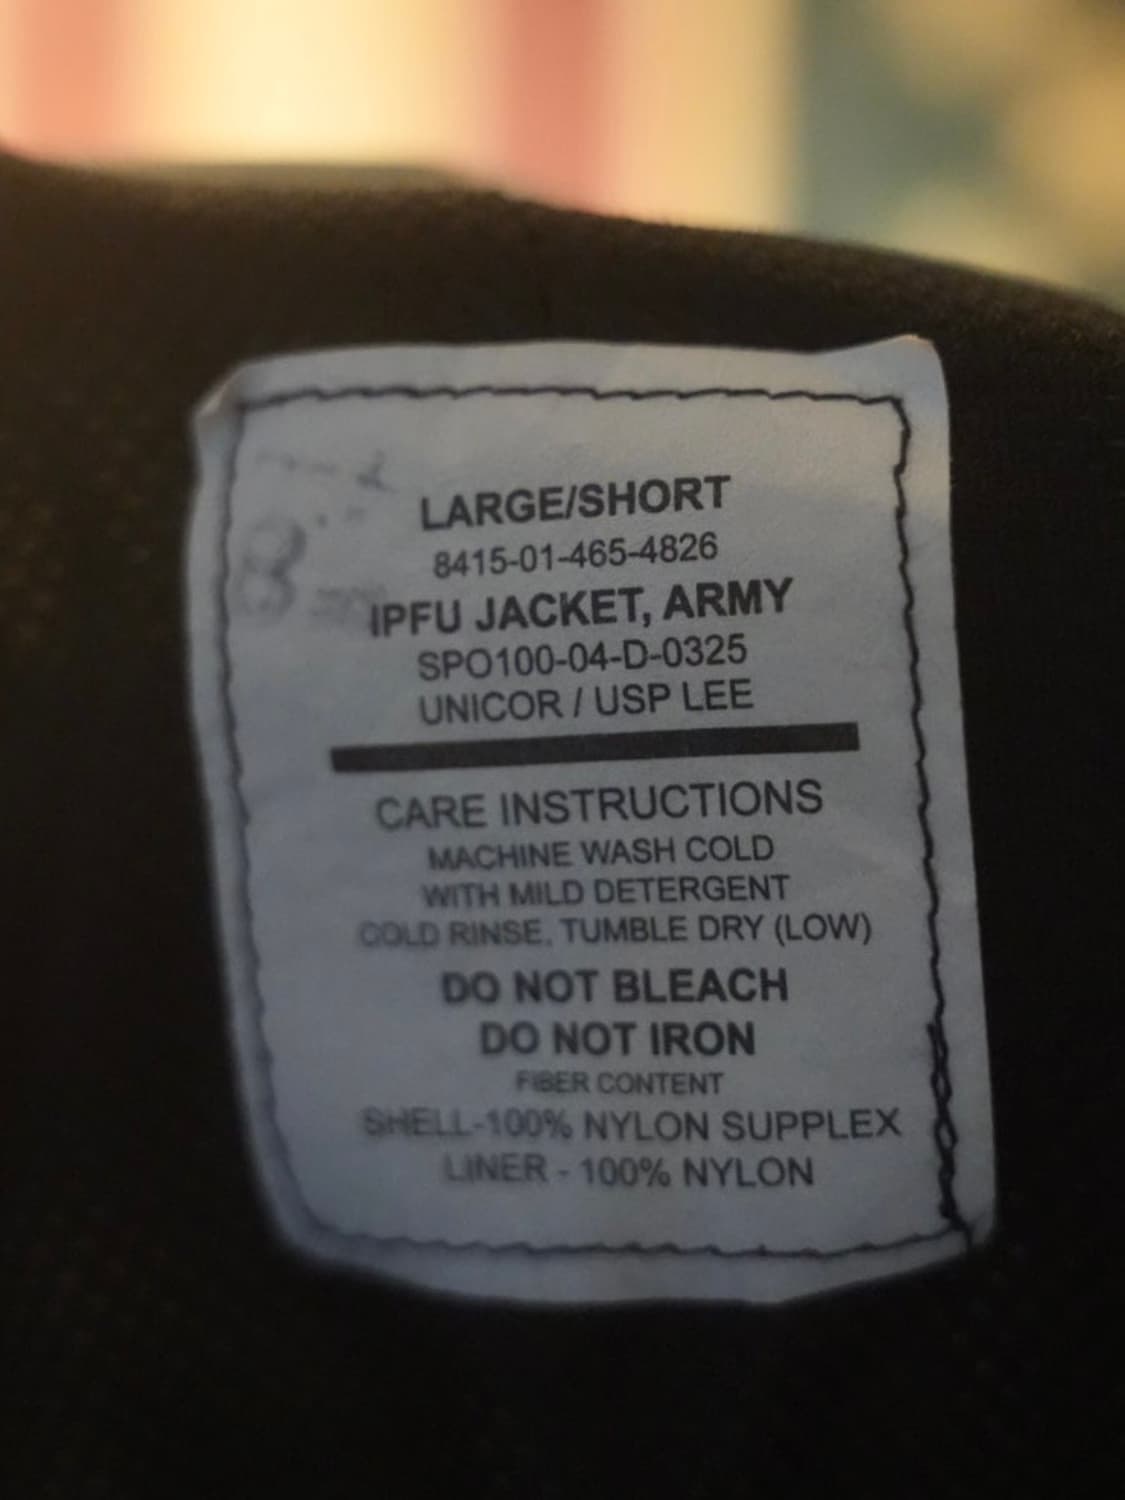 LARGE/SHORT
8415-01-465-4826
IPFU JACKET, ARMY
SPO100-04-D-0325
UNICOR / USP LEE
CARE INSTRUCTIONS
MACHINE WASH COLD
WITH MILD DETERGENT
COLD RINSE, TUMBLE DRY (LOW)
DO NOT BLEACH
DO NOT IRON
FIBER CONTENT
SHELL-100% NYLON SUPPLEX
LINER - 100% NYLON